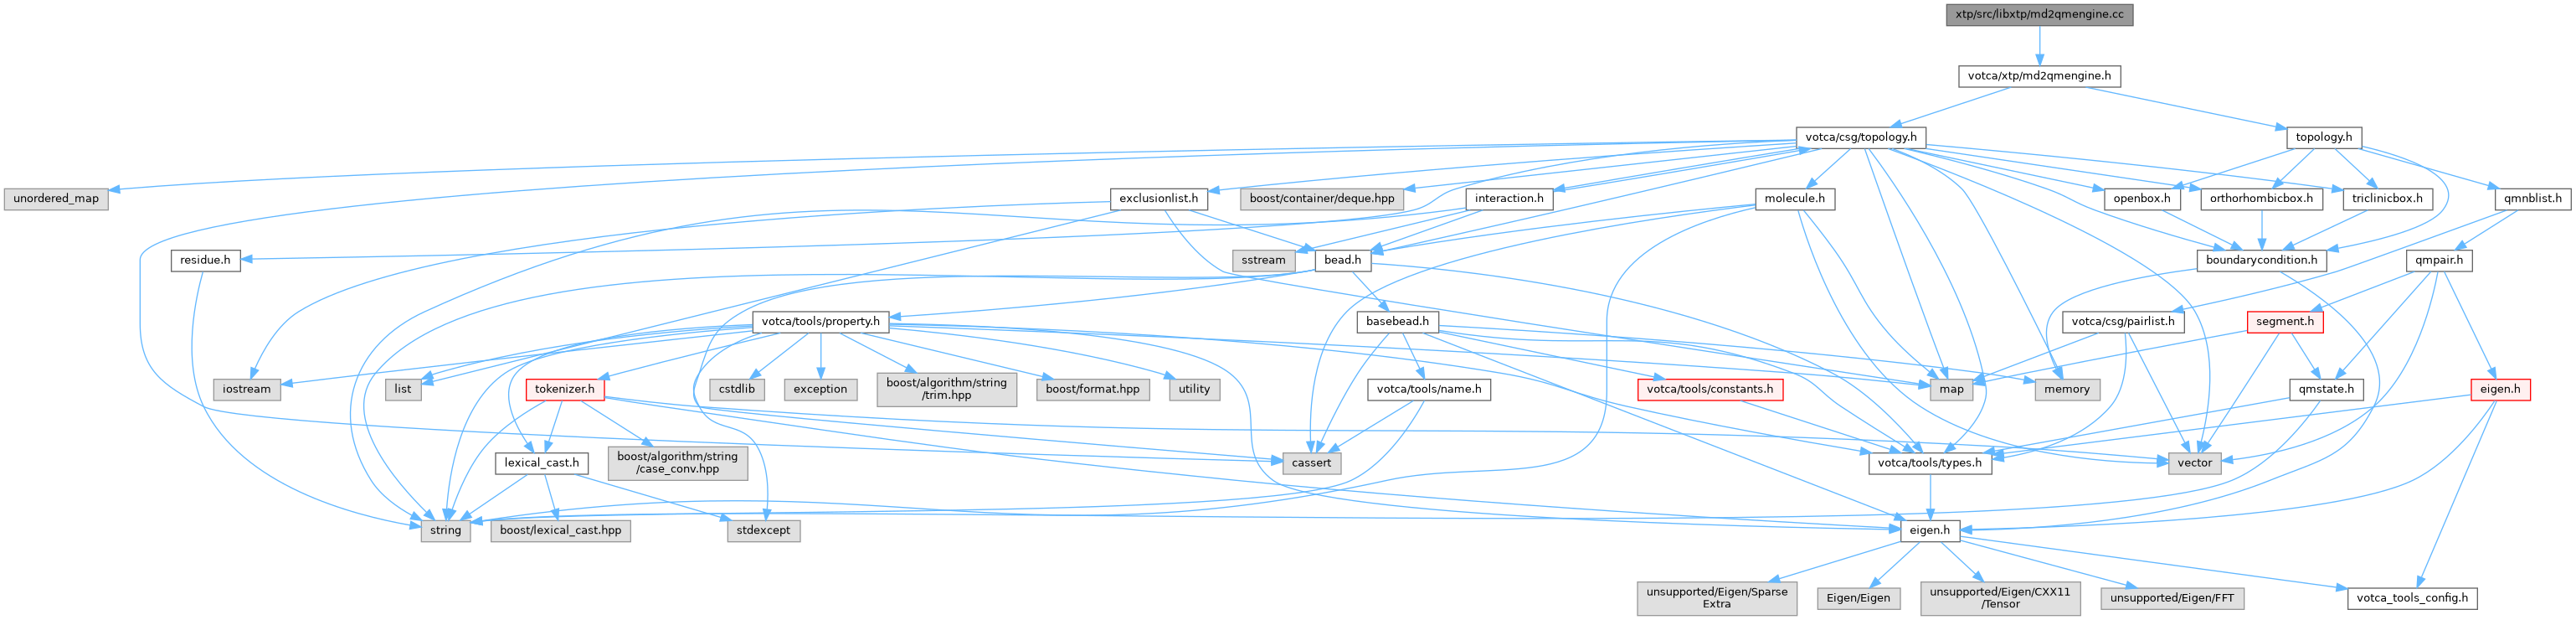 xtp/src/libxtp/md2qmengine.cc
votca/xtp/md2qmengine.h
votca/csg/topology.h
topology.h
unordered_map
exclusionlist.h
boost/container/deque.hpp
interaction.h
molecule.h
openbox.h
orthorhombicbox.h
triclinicbox.h
qmnblist.h
residue.h
sstream
bead.h
boundarycondition.h
qmpair.h
votca/tools/property.h
basebead.h
votca/csg/pairlist.h
segment.h
iostream
list
tokenizer.h
cstdlib
exception
boost/algorithm/string
/trim.hpp
boost/format.hpp
utility
votca/tools/name.h
votca/tools/constants.h
map
memory
qmstate.h
eigen.h
lexical_cast.h
boost/algorithm/string
/case_conv.hpp
cassert
votca/tools/types.h
vector
string
boost/lexical_cast.hpp
stdexcept
eigen.h
unsupported/Eigen/Sparse
Extra
Eigen/Eigen
unsupported/Eigen/CXX11
/Tensor
unsupported/Eigen/FFT
votca_tools_config.h